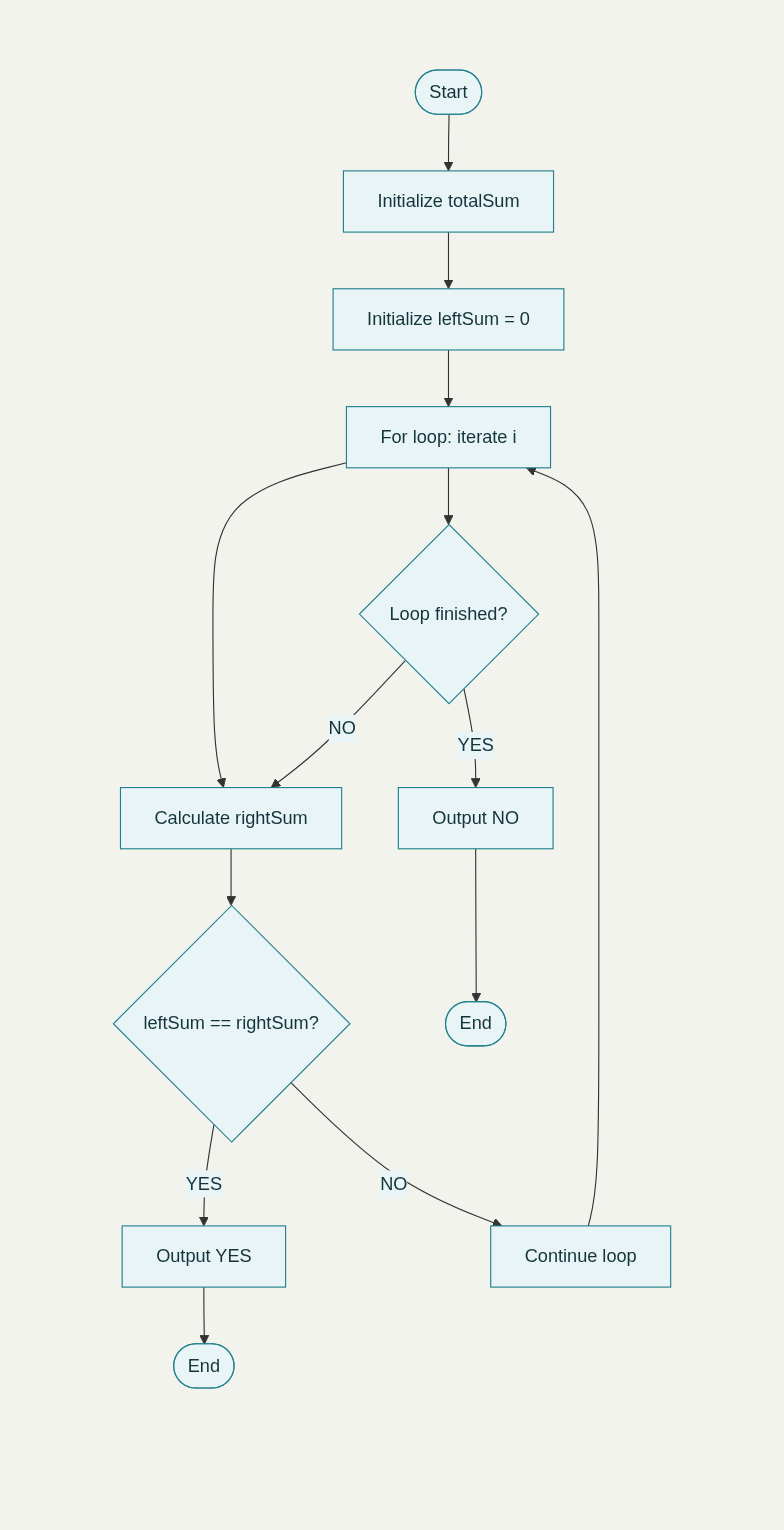 Start
Initialize totalSum
Initialize leftSum = 0
For loop: iterate i
Loop finished?
NO
YES
Calculate rightSum
Output NO
leftSum == rightSum?
End
YES
NO
Output YES
Continue loop
End